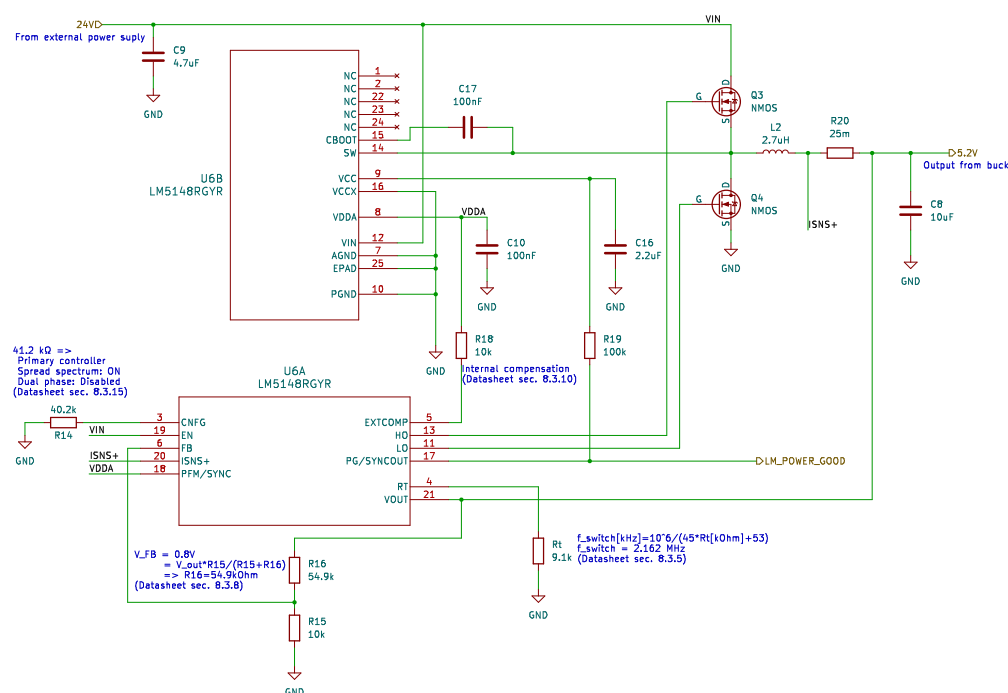 24V
From external power suply
VIN
C9
4.7uF
GND
NC
1
NC
2
NC
22
NC
23
NC
24
CBOOT
15
SW
14
VCC
9
VCCX
16
VDDA
8
VIN
12
AGND
7
EPAD
25
PGND
10
U6B
LM5148RGYR
C17
100nF
D
G
S
Q3
NMOS
L2
2.7uH
R20
25m
5.2V
Output from buck
D
G
S
Q4
NMOS
GND
ISNS+
C8
10uF
GND
VDDA
C10
100nF
GND
C16
2.2uF
GND
R18
10k
R19
100k
GND
Internal compensation
(Datasheet sec. 8.3.10)
41.2 kΩ =>
Primary controller
Spread spectrum: ON
Dual phase: Disabled
(Datasheet sec. 8.3.15)
40.2k
R14
GND
U6A
LM5148RGYR
VIN
ISNS+
VDDA
3
CNFG
19
EN
6
FB
20
ISNS+
18
PFM/SYNC
EXTCOMP
5
HO
13
LO
11
PG/SYNCOUT
17
RT
4
VOUT
21
LM_POWER_GOOD
V_FB = 0.8V
= V_out*R15/(R15+R16)
=> R16=54.9kOhm
(Datasheet sec. 8.3.8)
R16
54.9k
R15
10k
GND
Rt
9.1k
GND
f_switch[kHz]=10^6/(45*Rt[kOhm]+53)
f_switch = 2.162 MHz
(Datasheet sec. 8.3.5)